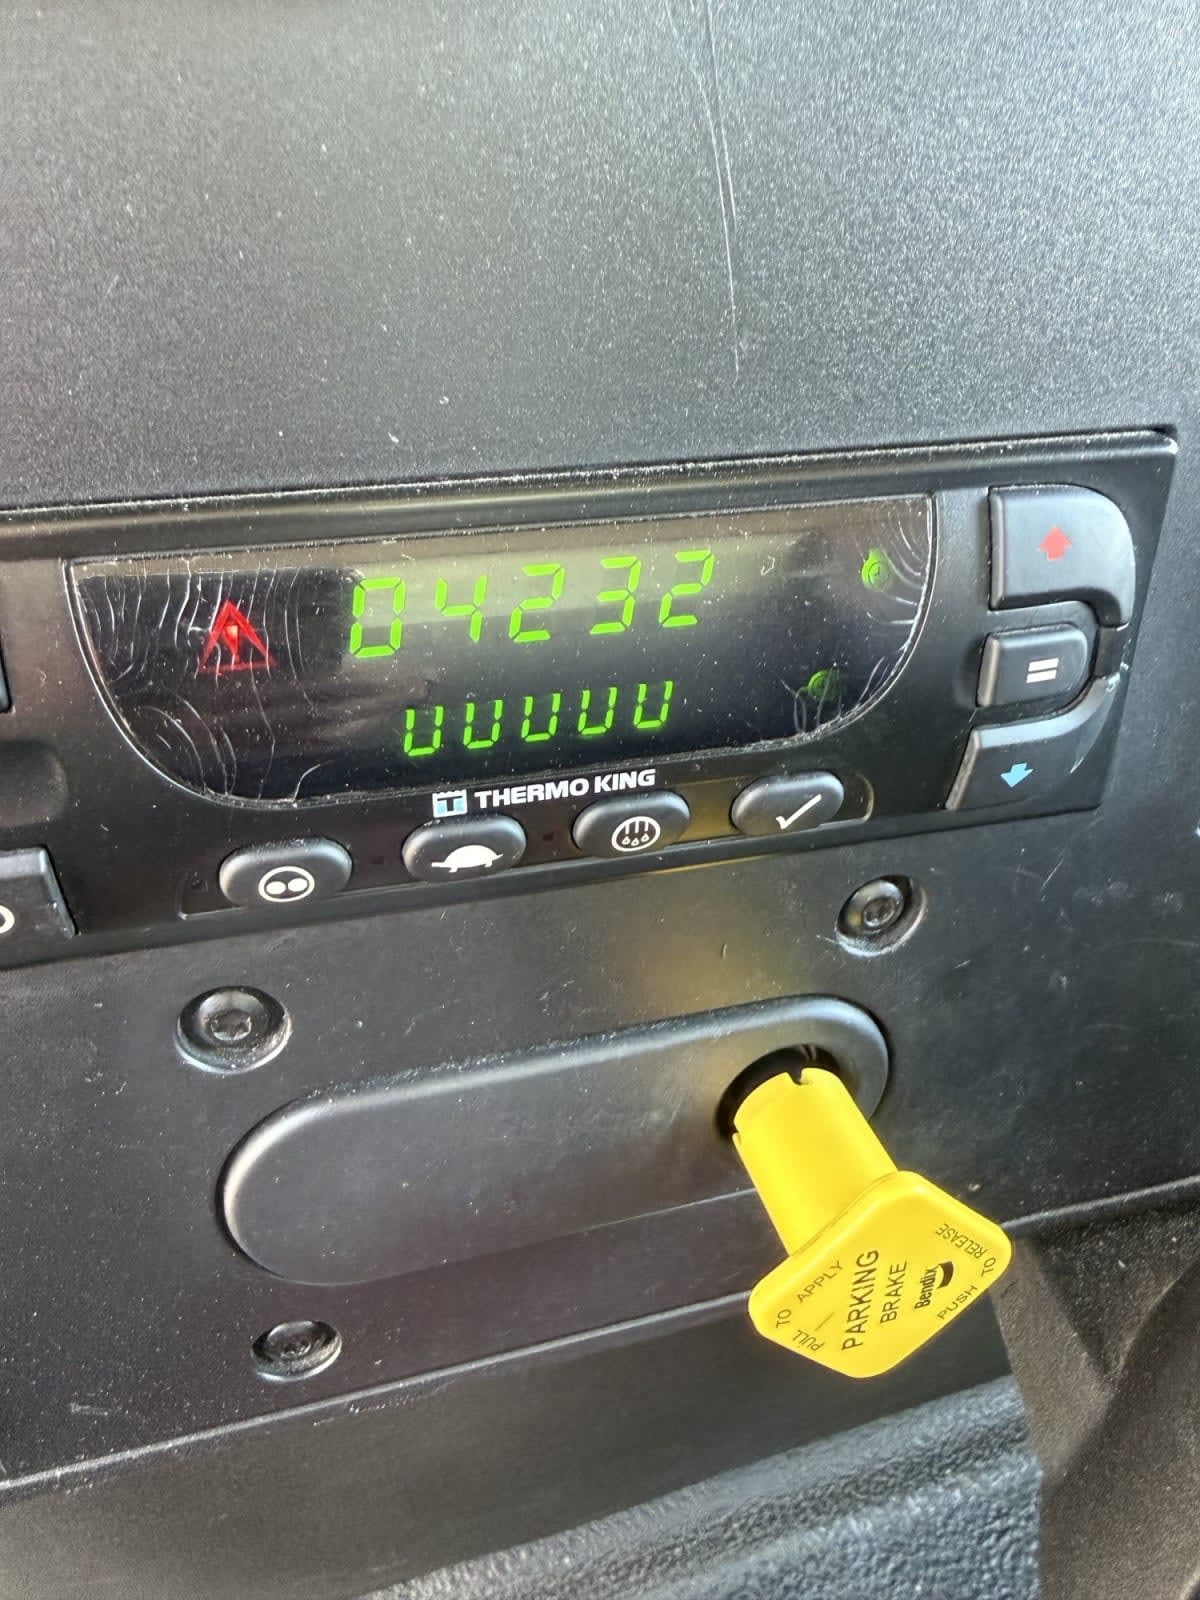 04232
UUUUU
THERMO KING
PULL TO APPLY
PARKING
BRAKE
Bendix
PUSH TO RELEASE